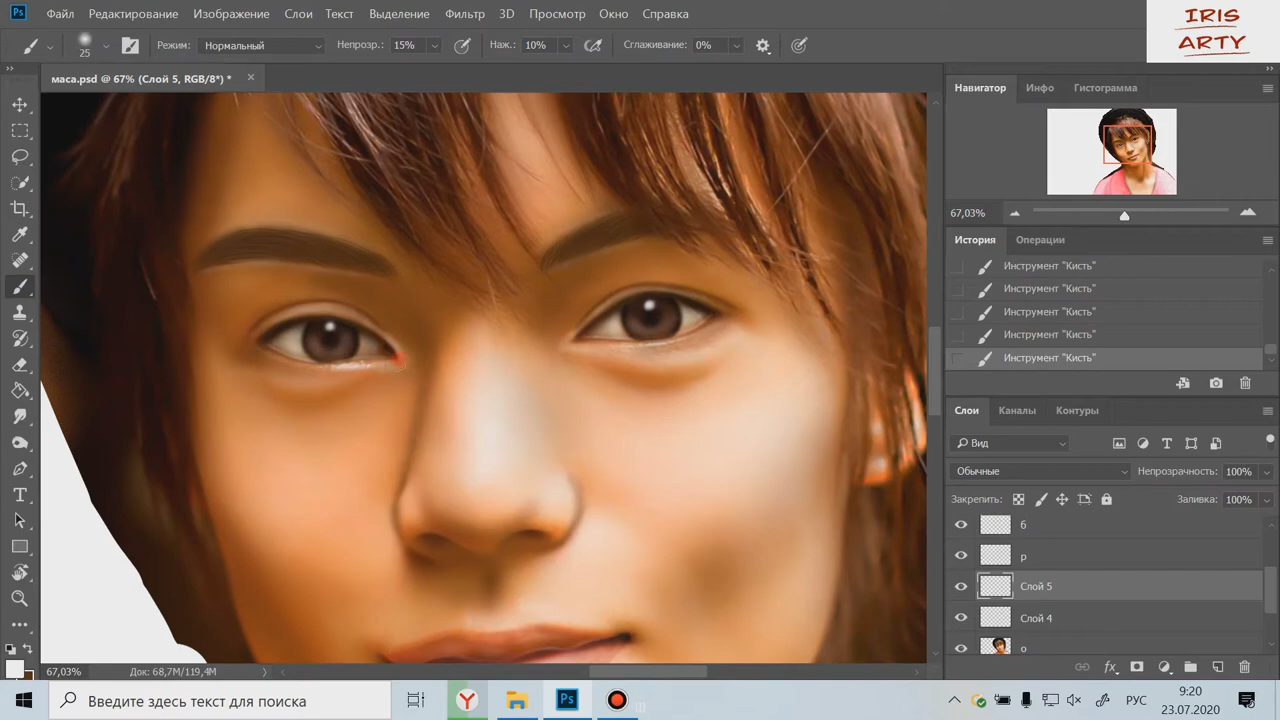 Ps Файл Редактирование Изображение Слои Текст Выделение Фильтр 3D Просмотр Окно Справка
IRIS
ARTY
25 Режим: Нормальный Непрозр.: 15% Наж.: 10% Сглаживание: 0%
маса.psd @ 67% (Слой 5, RGB/8*) *
Навигатор Инфо Гистограмма
67,03%
История Операции
Инструмент "Кисть"
Инструмент "Кисть"
Инструмент "Кисть"
Инструмент "Кисть"
Инструмент "Кисть"
Слои Каналы Контуры
Вид
Обычные Непрозрачность: 100%
Закрепить: Заливка: 100%
б
р
Слой 5
Слой 4
о
67,03% Док: 68,7M/119,4M
Введите здесь текст для поиска
Ps
РУС
9:20
23.07.2020